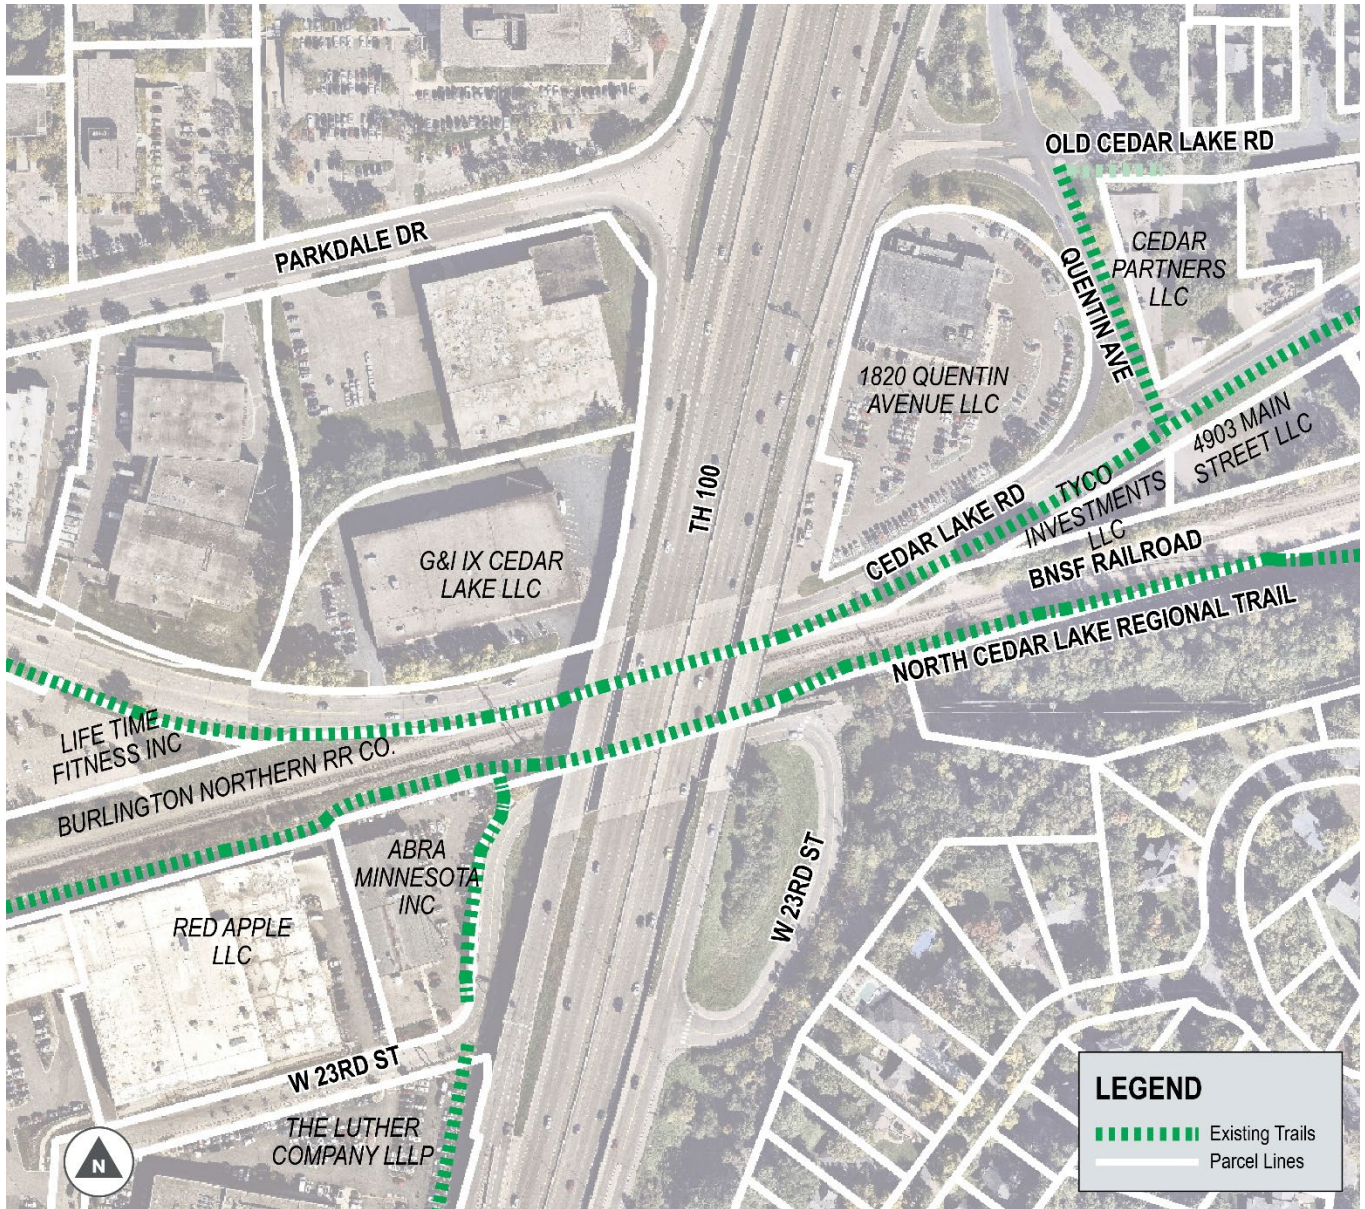 OLD CEDAR LAKE RD
PARKDALE DR
CEDAR
PARTNERS
LLC
QUENTIN AVE
1820 QUENTIN
AVENUE LLC
4903 MAIN
STREET LLC
TH 100
TYCO
INVESTMENTS
LLC
CEDAR LAKE RD
G&I IX CEDAR
LAKE LLC
BNSF RAILROAD
NORTH CEDAR LAKE REGIONAL TRAIL
LIFE TIME
FITNESS INC
BURLINGTON NORTHERN RR CO.
ABRA
MINNESOTA
INC
W 23RD ST
RED APPLE
LLC
W 23RD ST
THE LUTHER
COMPANY LLLP
N
LEGEND
Existing Trails
Parcel Lines